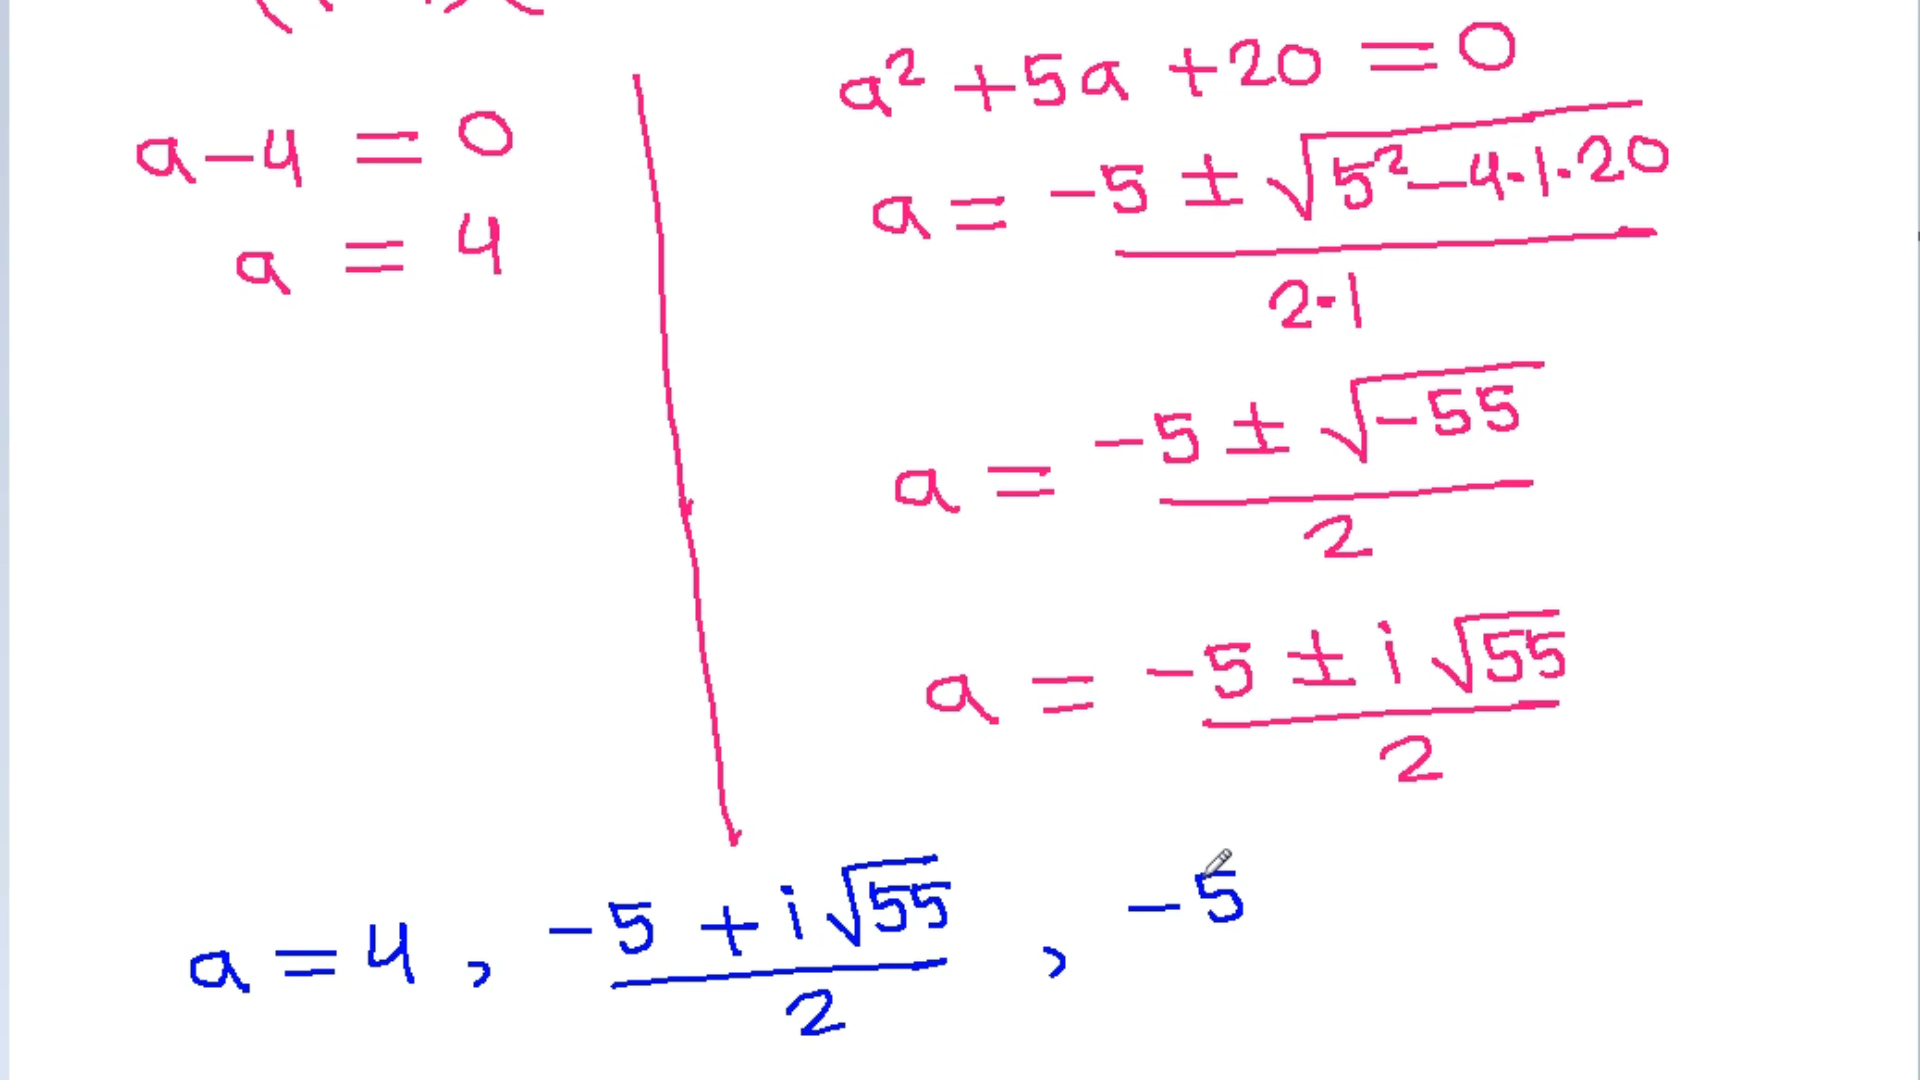 a-4 = 0
a = 4
a² + 5a + 20 = 0
a = -5 ± √5²-4·1·20
2·1
a = -5 ± √-55
2
a = -5 ± i √55
2
a = 4 , -5 + i √55 , -5
2